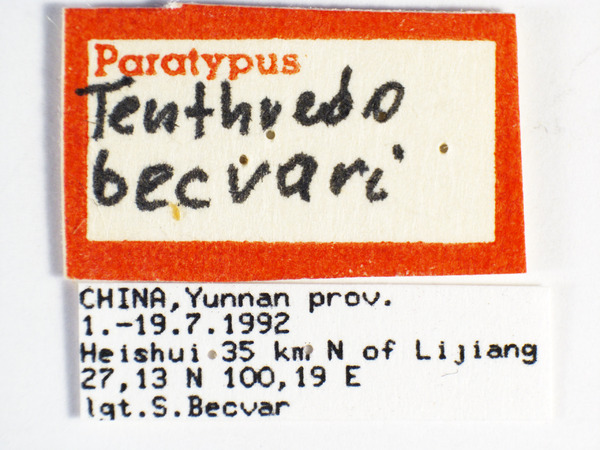 Paratypus
Tenthredo
becvari
CHINA,Yunnan prov.
1.-19.7.1992
Heishui 35 km N of Lijiang
27,13 N 100,19 E
lgt.S.Becvar